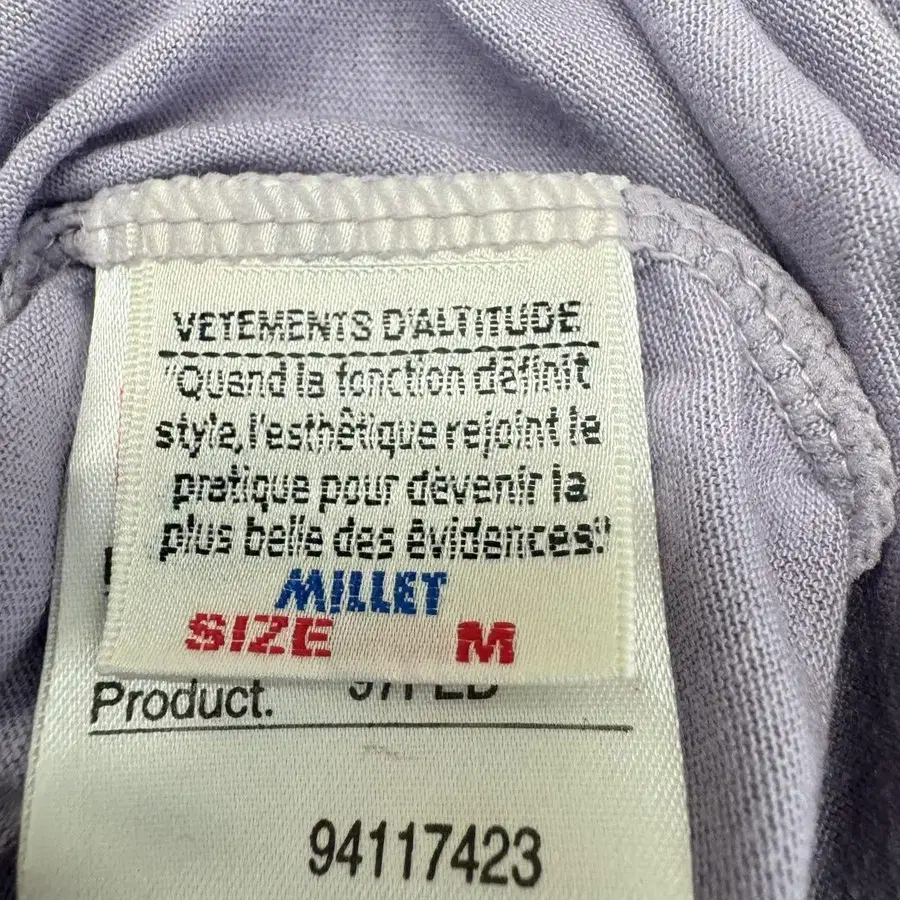 VETEMENTS D'ALTITUDE
"Quand la fonction définit
style, l'esthétique rejoint le
pratique pour devenir la
plus belle des évidences."
MILLET
SIZE M
Product.
94117423